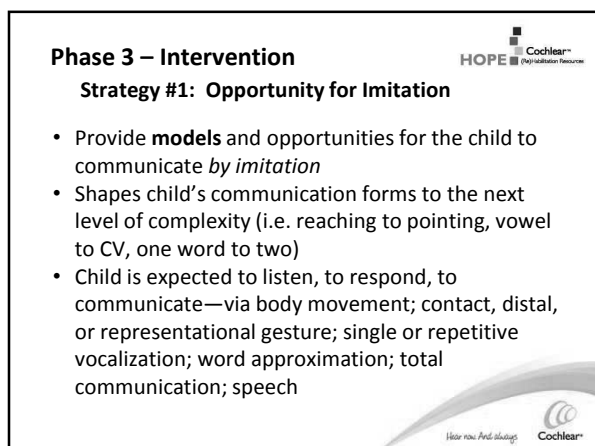 Phase 3 – Intervention
HOPE Cochlear™
(Re)Habilitation Resources
Strategy #1: Opportunity for Imitation
• Provide models and opportunities for the child to
communicate by imitation
• Shapes child's communication forms to the next
level of complexity (i.e. reaching to pointing, vowel
to CV, one word to two)
• Child is expected to listen, to respond, to
communicate—via body movement; contact, distal,
or representational gesture; single or repetitive
vocalization; word approximation; total
communication; speech
Hear now. And always
Cochlear™